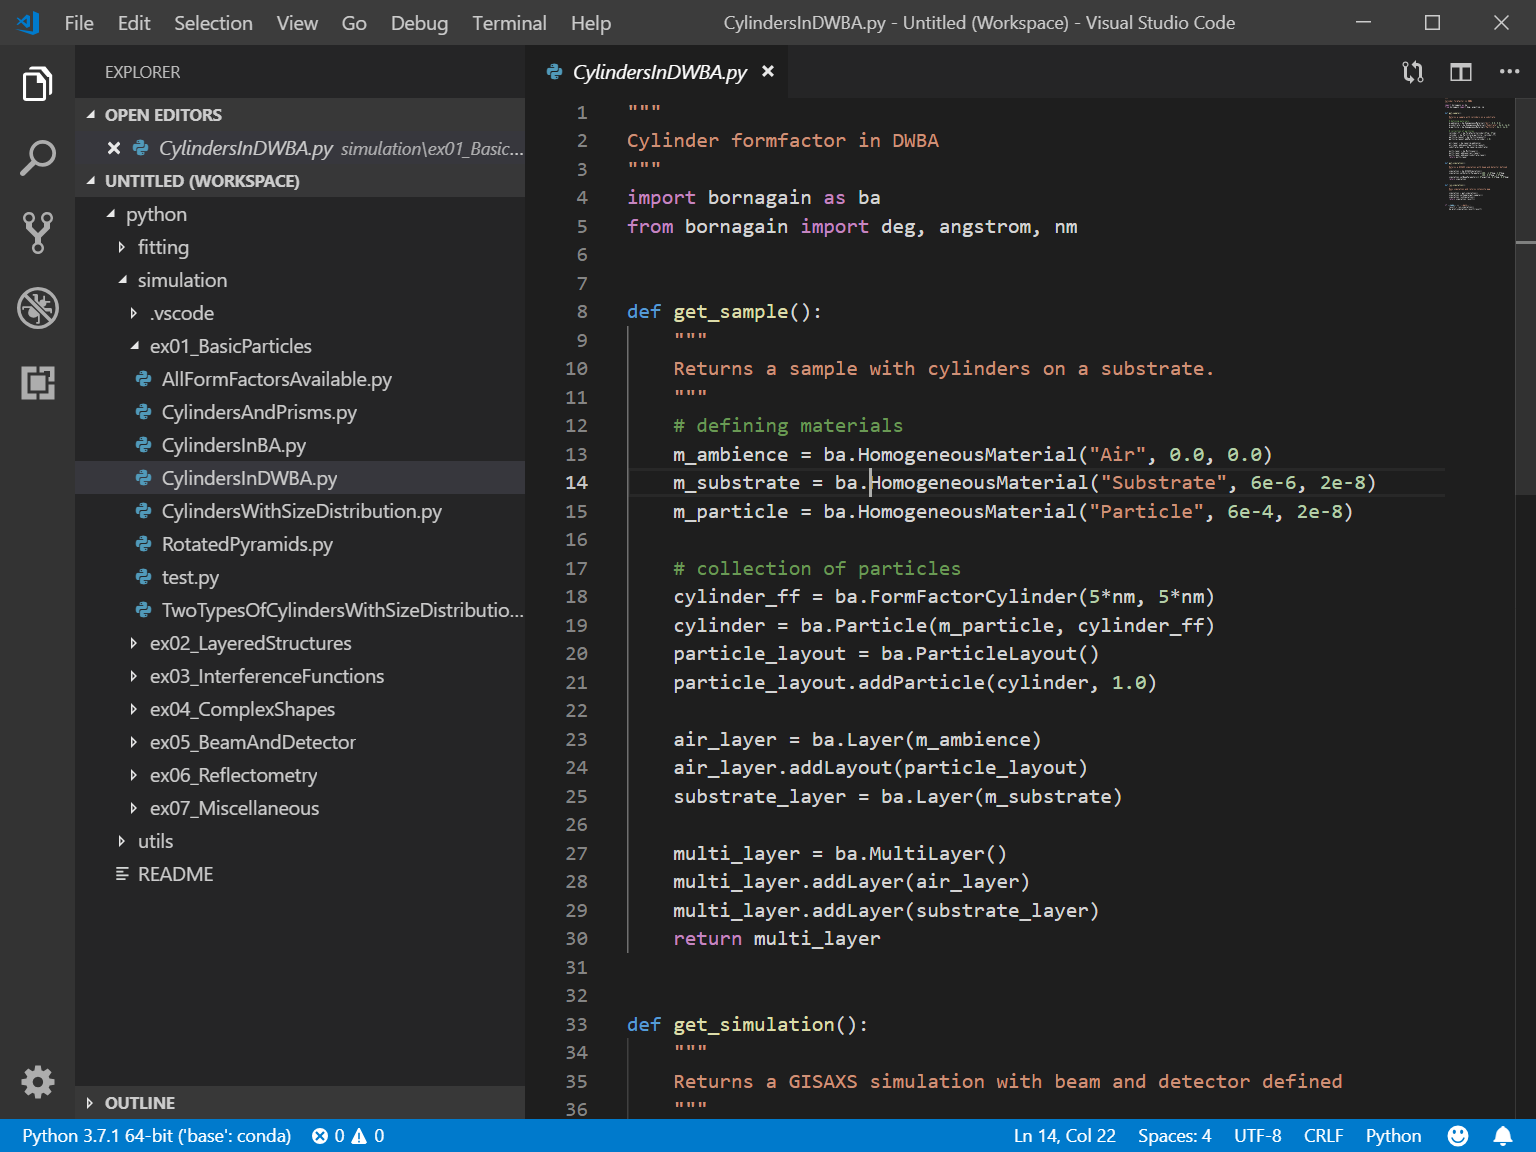 File Edit Selection View Go Debug Terminal Help CylindersInDWBA.py - Untitled (Workspace) - Visual Studio Code
EXPLORER
OPEN EDITORS
CylindersInDWBA.py simulation\ex01_Basic...
UNTITLED (WORKSPACE)
python
fitting
simulation
.vscode
ex01_BasicParticles
AllFormFactorsAvailable.py
CylindersAndPrisms.py
CylindersInBA.py
CylindersInDWBA.py
CylindersWithSizeDistribution.py
RotatedPyramids.py
test.py
TwoTypesOfCylindersWithSizeDistributio...
ex02_LayeredStructures
ex03_InterferenceFunctions
ex04_ComplexShapes
ex05_BeamAndDetector
ex06_Reflectometry
ex07_Miscellaneous
utils
README
OUTLINE
CylindersInDWBA.py
1 """
2 Cylinder formfactor in DWBA
3 """
4 import bornagain as ba
5 from bornagain import deg, angstrom, nm
6
7
8 def get_sample():
9     """
10     Returns a sample with cylinders on a substrate.
11     """
12     # defining materials
13     m_ambience = ba.HomogeneousMaterial("Air", 0.0, 0.0)
14     m_substrate = ba.HomogeneousMaterial("Substrate", 6e-6, 2e-8)
15     m_particle = ba.HomogeneousMaterial("Particle", 6e-4, 2e-8)
16
17     # collection of particles
18     cylinder_ff = ba.FormFactorCylinder(5*nm, 5*nm)
19     cylinder = ba.Particle(m_particle, cylinder_ff)
20     particle_layout = ba.ParticleLayout()
21     particle_layout.addParticle(cylinder, 1.0)
22
23     air_layer = ba.Layer(m_ambience)
24     air_layer.addLayout(particle_layout)
25     substrate_layer = ba.Layer(m_substrate)
26
27     multi_layer = ba.MultiLayer()
28     multi_layer.addLayer(air_layer)
29     multi_layer.addLayer(substrate_layer)
30     return multi_layer
31
32
33 def get_simulation():
34     """
35     Returns a GISAXS simulation with beam and detector defined
36     """
Python 3.7.1 64-bit ('base': conda) 0 0 Ln 14, Col 22 Spaces: 4 UTF-8 CRLF Python